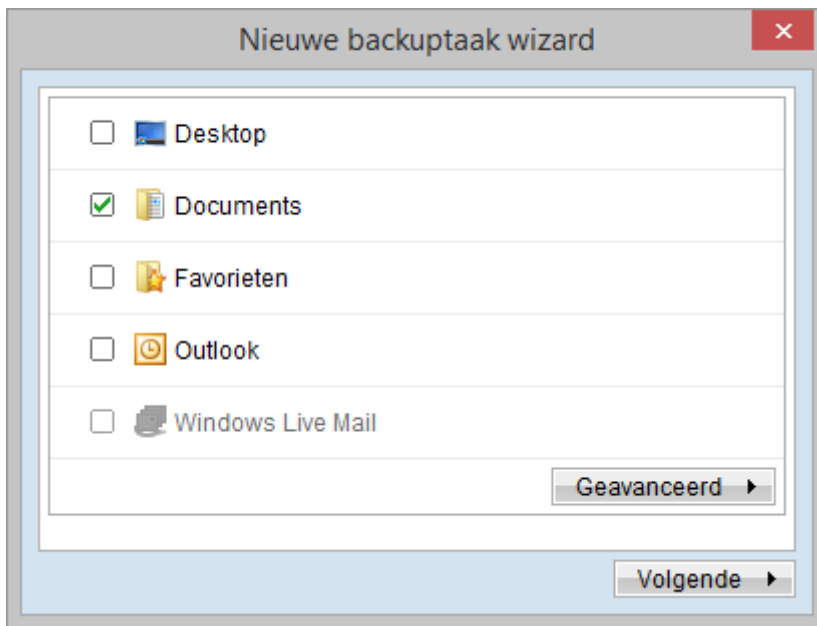 Nieuwe backuptaak wizard
Desktop
Documents
Favorieten
Outlook
Windows Live Mail
Geavanceerd
Volgende